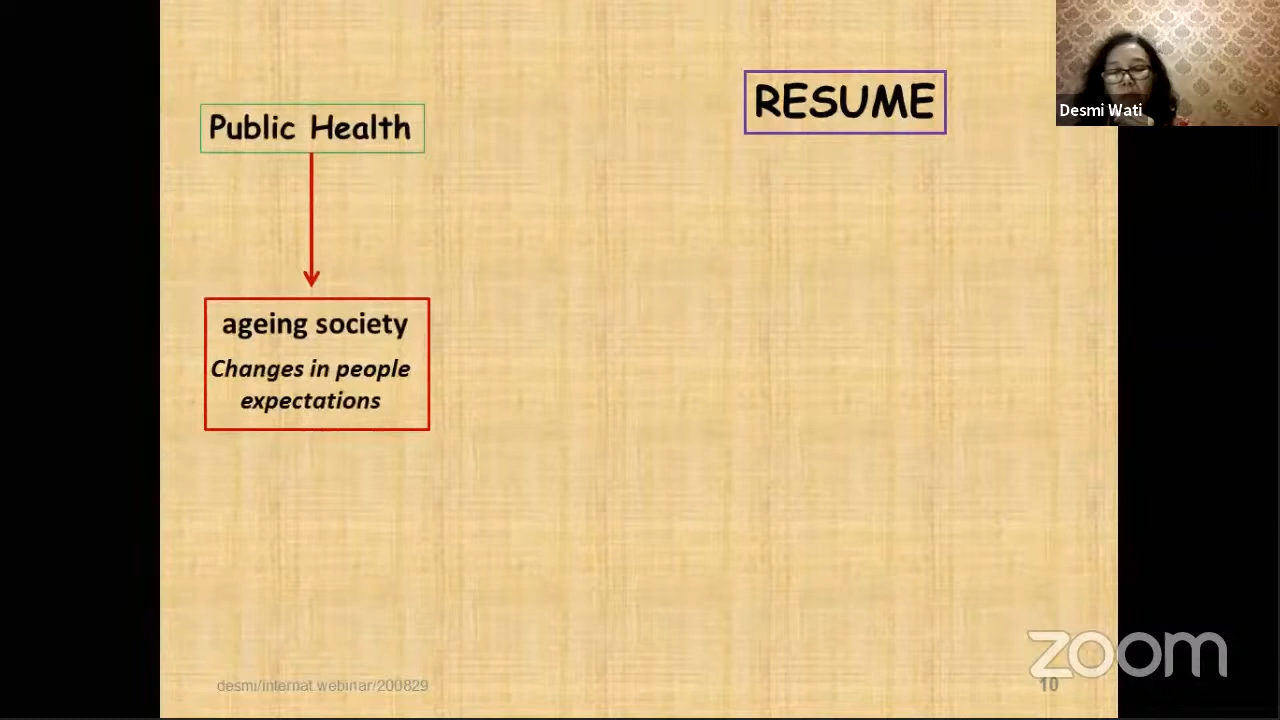 RESUME
Desmi Wati
Public Health
ageing society
Changes in people
expectations
zoom
desmi/internat.webinar/200829
10